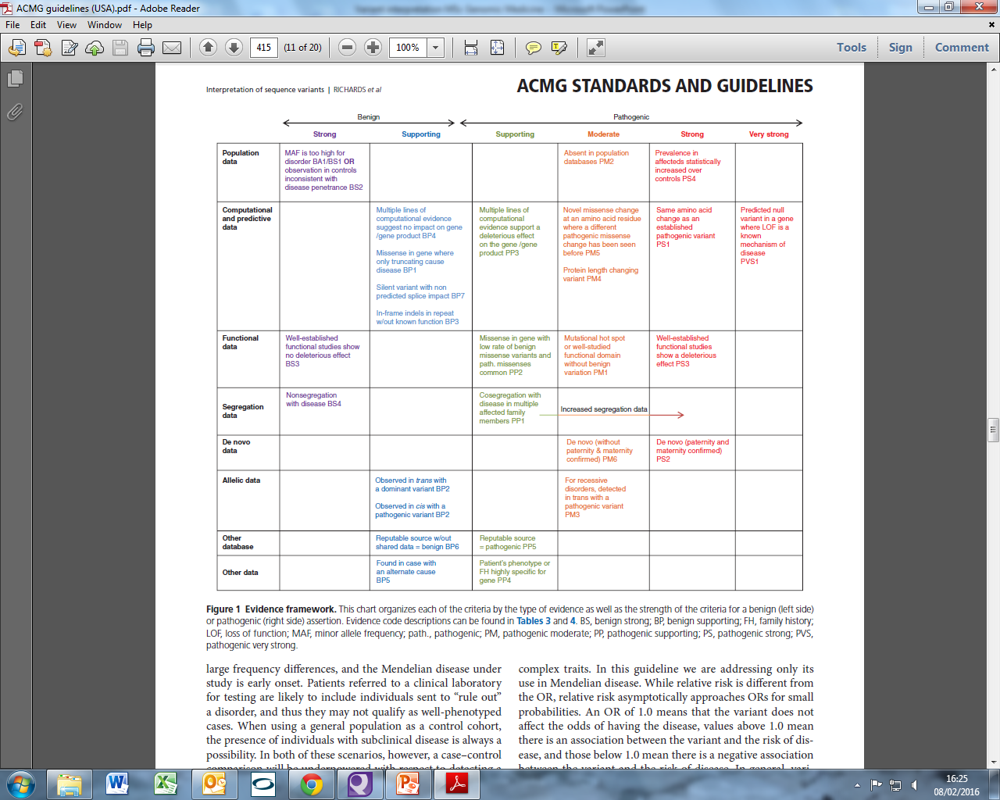 ACMG guidelines (USA).pdf - Adobe Reader
File Edit View Window Help
415 (11 of 20) 100% Tools Sign Comment
Interpretation of sequence variants | RICHARDS et al
ACMG STANDARDS AND GUIDELINES
Benign Pathogenic
Strong Supporting Supporting Moderate Strong Very strong
Population
data
MAF is too high for
disorder BA1/BS1 OR
observation in controls
inconsistent with
disease penetrance BS2
Absent in population
databases PM2
Prevalence in
affecteds statistically
increased over
controls PS4
Computational
and predictive
data
Multiple lines of
computational evidence
suggest no impact on gene
/gene product BP4
Missense in gene where
only truncating cause
disease BP1
Silent variant with non
predicted splice impact BP7
In-frame indels in repeat
w/out known function BP3
Multiple lines of
computational
evidence support a
deleterious effect
on the gene /gene
product PP3
Novel missense change
at an amino acid residue
where a different
pathogenic missense
change has been seen
before PM5
Protein length changing
variant PM4
Same amino acid
change as an
established
pathogenic variant
PS1
Predicted null
variant in a gene
where LOF is a
known
mechanism of
disease
PVS1
Functional
data
Well-established
functional studies show
no deleterious effect
BS3
Missense in gene with
low rate of benign
missense variants and
path. missenses
common PP2
Mutational hot spot
or well-studied
functional domain
without benign
variation PM1
Well-established
functional studies
show a deleterious
effect PS3
Segregation
data
Nonsegregation
with disease BS4
Cosegregation with
disease in multiple
affected family
members PP1
Increased segregation data
De novo
data
De novo (without
paternity & maternity
confirmed) PM6
De novo (paternity and
maternity confirmed)
PS2
Allelic data
Observed in trans with
a dominant variant BP2
Observed in cis with a
pathogenic variant BP2
For recessive
disorders, detected
in trans with a
pathogenic variant
PM3
Other
database
Reputable source w/out
shared data = benign BP6
Reputable source
= pathogenic PP5
Other data
Found in case with
an alternate cause
BP5
Patient's phenotype or
FH highly specific for
gene PP4
Figure 1 Evidence framework. This chart organizes each of the criteria by the type of evidence as well as the strength of the criteria for a benign (left side)
or pathogenic (right side) assertion. Evidence code descriptions can be found in Tables 3 and 4. BS, benign strong; BP, benign supporting; FH, family history;
LOF, loss of function; MAF, minor allele frequency; path., pathogenic; PM, pathogenic moderate; PP, pathogenic supporting; PS, pathogenic strong; PVS,
pathogenic very strong.
large frequency differences, and the Mendelian disease under
study is early onset. Patients referred to a clinical laboratory
for testing are likely to include individuals sent to “rule out”
a disorder, and thus they may not qualify as well-phenotyped
cases. When using a general population as a control cohort,
the presence of individuals with subclinical disease is always a
possibility. In both of these scenarios, however, a case–control
comparison will be underpowered with respect to detecting a
complex traits. In this guideline we are addressing only its
use in Mendelian disease. While relative risk is different from
the OR, relative risk asymptotically approaches ORs for small
probabilities. An OR of 1.0 means that the variant does not
affect the odds of having the disease, values above 1.0 mean
there is an association between the variant and the risk of dis-
ease, and those below 1.0 mean there is a negative association
between the variant and the risk of disease. In general, vari-
16:25
08/02/2016